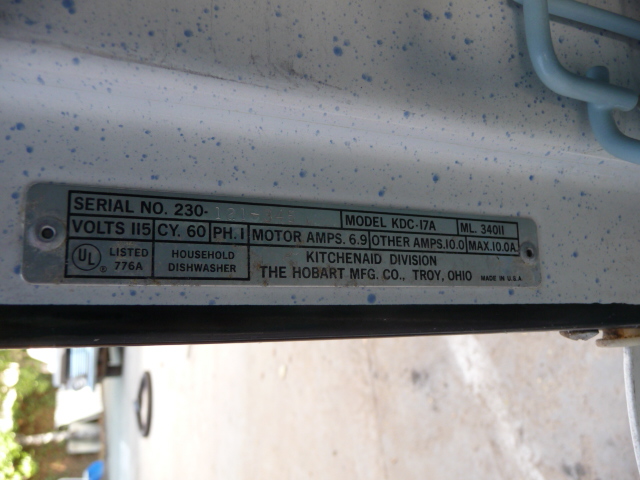 SERIAL NO. 230- MODEL KDC-17A ML. 34011
VOLTS 115 CY. 60 PH. 1 MOTOR AMPS. 6.9 OTHER AMPS. 10.0 MAX. 10.0A.
UL ® LISTED 776A HOUSEHOLD DISHWASHER
KITCHENAID DIVISION
THE HOBART MFG. CO., TROY, OHIO MADE IN U.S.A